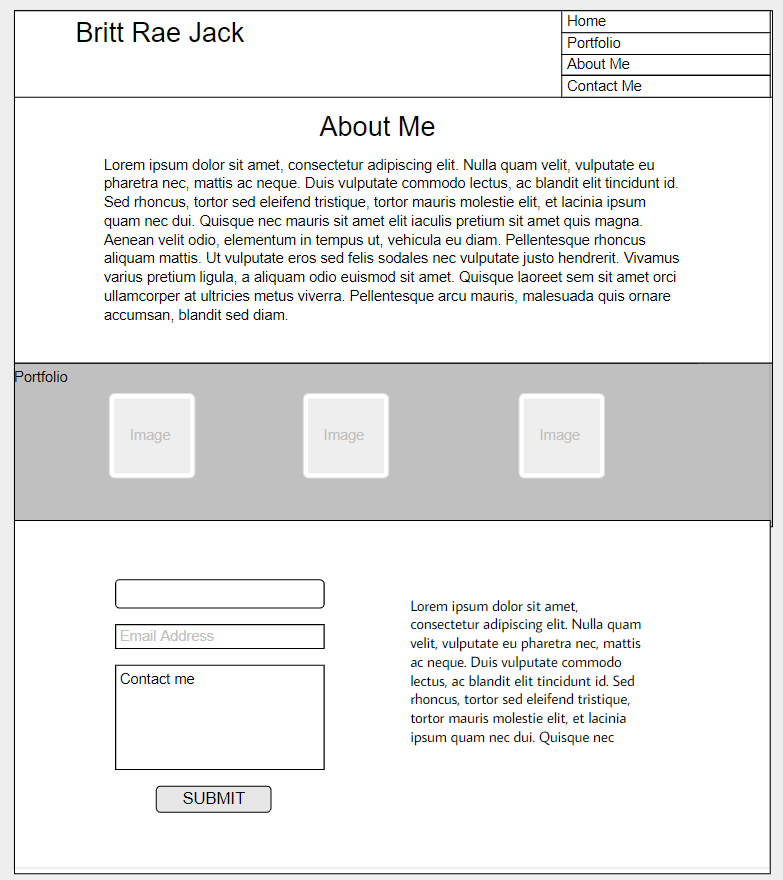 Britt Rae Jack
Home
Portfolio
About Me
Contact Me
About Me
Lorem ipsum dolor sit amet, consectetur adipiscing elit. Nulla quam velit, vulputate eu
pharetra nec, mattis ac neque. Duis vulputate commodo lectus, ac blandit elit tincidunt id.
Sed rhoncus, tortor sed eleifend tristique, tortor mauris molestie elit, et lacinia ipsum
quam nec dui. Quisque nec mauris sit amet elit iaculis pretium sit amet quis magna.
Aenean velit odio, elementum in tempus ut, vehicula eu diam. Pellentesque rhoncus
aliquam mattis. Ut vulputate eros sed felis sodales nec vulputate justo hendrerit. Vivamus
varius pretium ligula, a aliquam odio euismod sit amet. Quisque laoreet sem sit amet orci
ullamcorper at ultricies metus viverra. Pellentesque arcu mauris, malesuada quis ornare
accumsan, blandit sed diam.
Portfolio
Image
Image
Image
Email Address
Contact me
SUBMIT
Lorem ipsum dolor sit amet,
consectetur adipiscing elit. Nulla quam
velit, vulputate eu pharetra nec, mattis
ac neque. Duis vulputate commodo
lectus, ac blandit elit tincidunt id. Sed
rhoncus, tortor sed eleifend tristique,
tortor mauris molestie elit, et lacinia
ipsum quam nec dui. Quisque nec